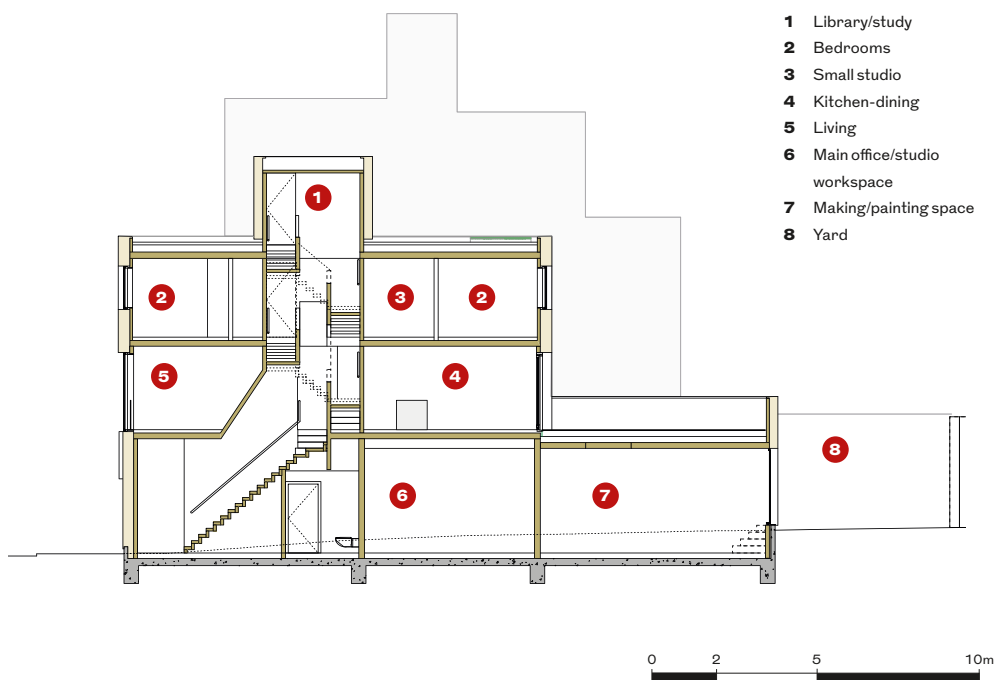 1 Library/study
2 Bedrooms
3 Small studio
4 Kitchen-dining
5 Living
6 Main office/studio
workspace
7 Making/painting space
8 Yard
1
2
3
2
5
4
8
6
7
0 2 5 10m